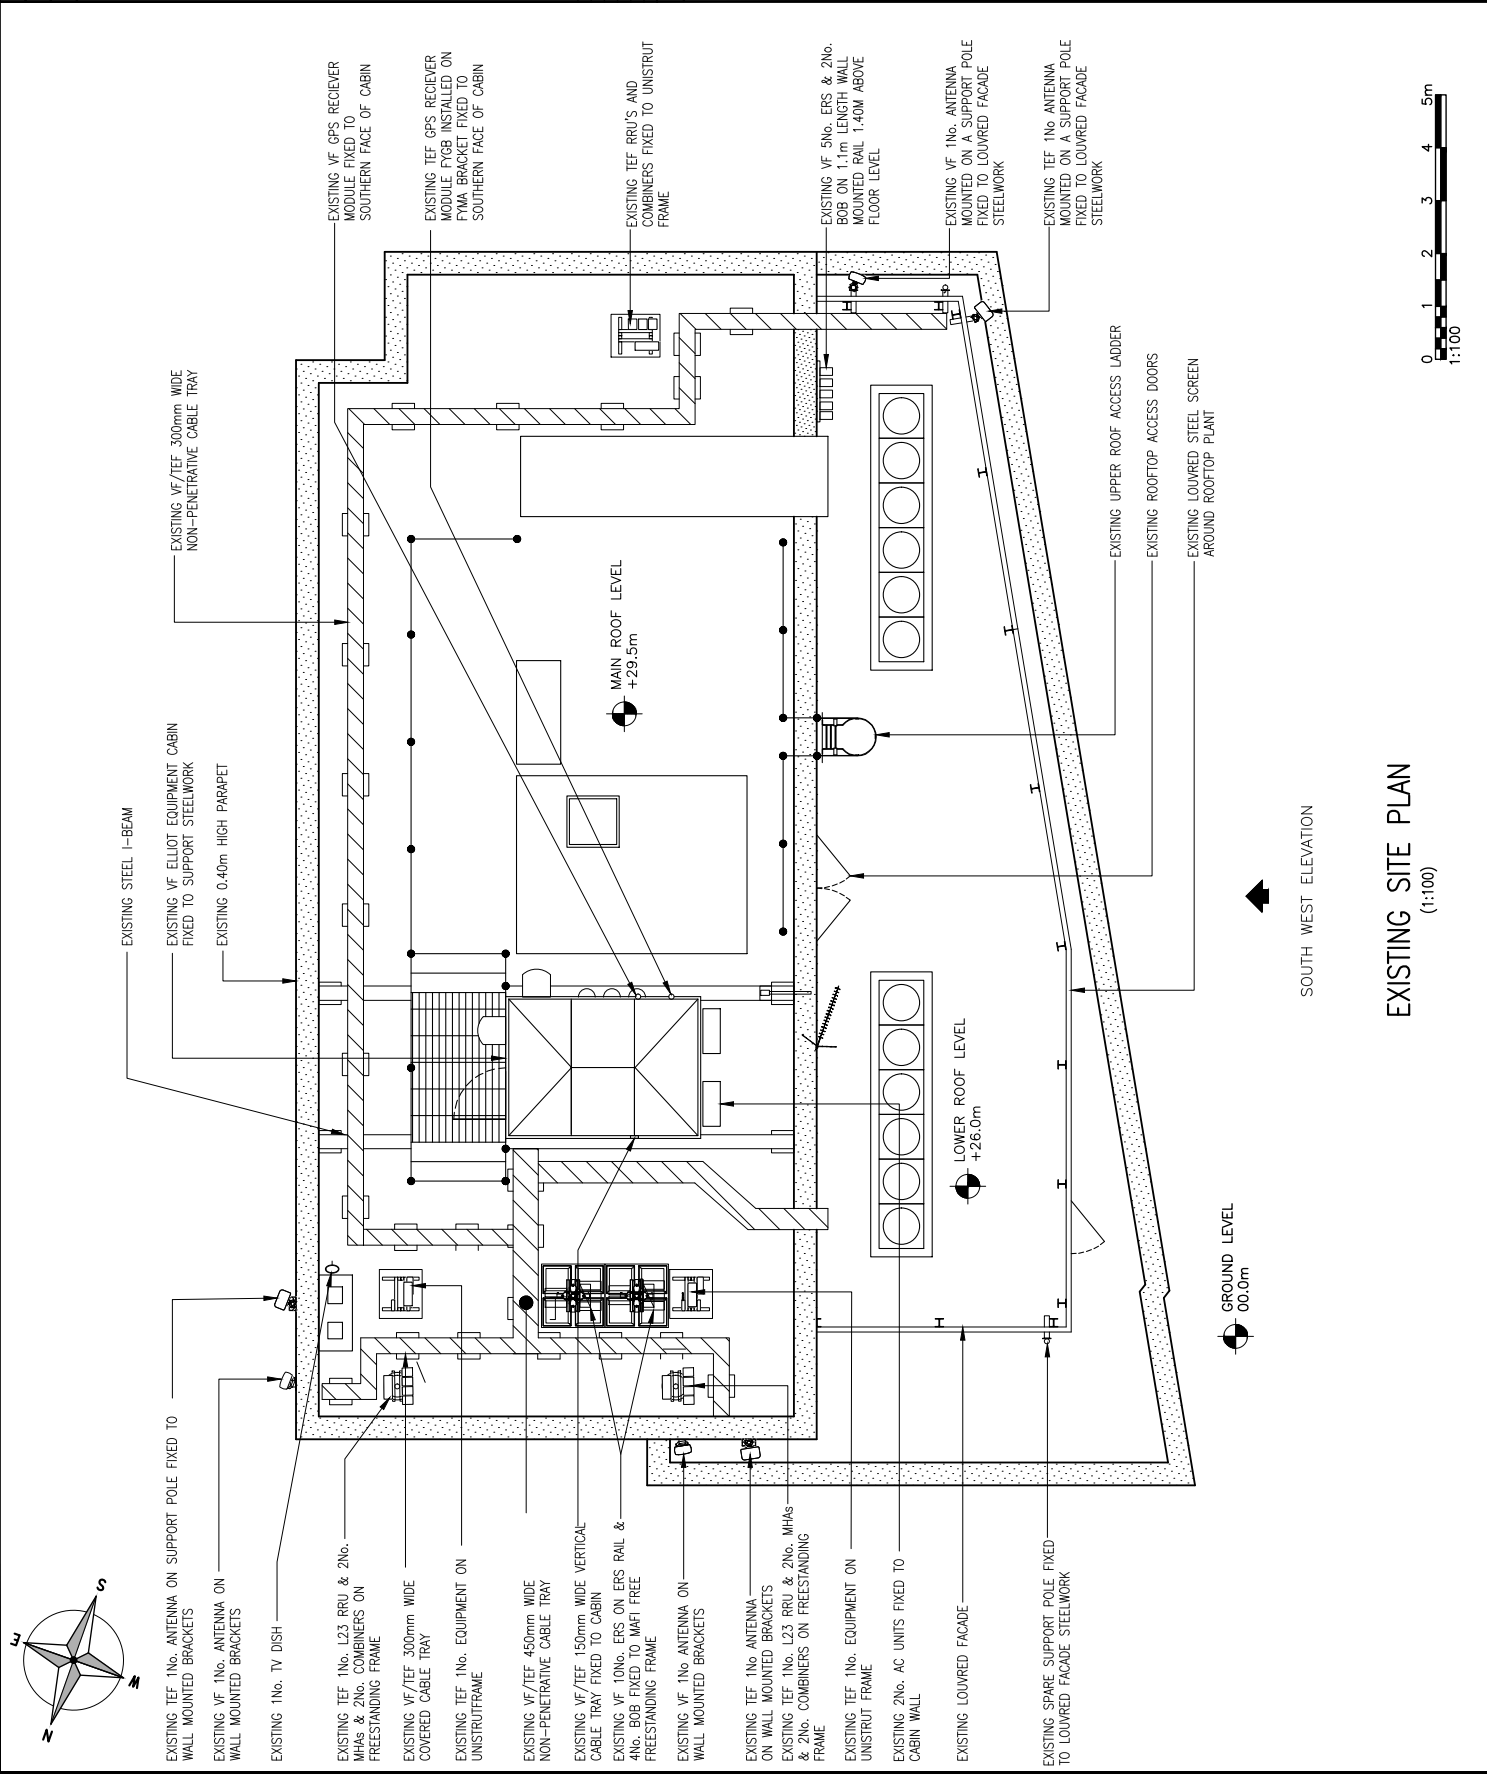 EXISTING VF GPS RECIEVER
MODULE FIXED TO
SOUTHERN FACE OF CABIN
EXISTING TEF GPS RECIEVER
MODULE FYGB INSTALLED ON
FYMA BRACKET FIXED TO
SOUTHERN FACE OF CABIN
EXISTING TEF RRU'S AND
COMBINERS FIXED TO UNISTRUT
FRAME
EXISTING VF 5No. ERS & 2No.
BOB ON 1.1m LENGTH WALL
MOUNTED RAIL 1.40M ABOVE
FLOOR LEVEL
EXISTING VF 1No. ANTENNA
MOUNTED ON A SUPPORT POLE
FIXED TO LOUVRED FACADE
STEELWORK
EXISTING TEF 1No ANTENNA
MOUNTED ON A SUPPORT POLE
FIXED TO LOUVRED FACADE
STEELWORK
0 1 2 3 4 5m
1:100
EXISTING VF/TEF 300mm WIDE
NON-PENETRATIVE CABLE TRAY
EXISTING UPPER ROOF ACCESS LADDER
EXISTING ROOFTOP ACCESS DOORS
EXISTING LOUVRED STEEL SCREEN
AROUND ROOFTOP PLANT
MAIN ROOF LEVEL
+29.5m
EXISTING STEEL I-BEAM
EXISTING VF ELLIOT EQUIPMENT CABIN
FIXED TO SUPPORT STEELWORK
EXISTING 0.40m HIGH PARAPET
LOWER ROOF LEVEL
+26.0m
GROUND LEVEL
00.0m
SOUTH WEST ELEVATION
EXISTING SITE PLAN
(1:100)
N
E
S
W
EXISTING TEF 1No. ANTENNA ON SUPPORT POLE FIXED TO
WALL MOUNTED BRACKETS
EXISTING VF 1No. ANTENNA ON
WALL MOUNTED BRACKETS
EXISTING 1No. TV DISH
EXISTING TEF 1No. L23 RRU & 2No.
MHAs & 2No. COMBINERS ON
FREESTANDING FRAME
EXISTING VF/TEF 300mm WIDE
COVERED CABLE TRAY
EXISTING TEF 1No. EQUIPMENT ON
UNISTRUTFRAME
EXISTING VF/TEF 450mm WIDE
NON-PENETRATIVE CABLE TRAY
EXISTING VF/TEF 150mm WIDE VERTICAL
CABLE TRAY FIXED TO CABIN
EXISTING VF 10No. ERS ON ERS RAIL &
4No. BOB FIXED TO MAFI FREE
FREESTANDING FRAME
EXISTING VF 1No ANTENNA ON
WALL MOUNTED BRACKETS
EXISTING TEF 1No ANTENNA
ON WALL MOUNTED BRACKETS
EXISTING TEF 1No. L23 RRU & 2No. MHAs
& 2No. COMBINERS ON FREESTANDING
FRAME
EXISTING TEF 1No. EQUIPMENT ON
UNISTRUT FRAME
EXISTING 2No. AC UNITS FIXED TO
CABIN WALL
EXISTING LOUVRED FACADE
EXISTING SPARE SUPPORT POLE FIXED
TO LOUVRED FACADE STEELWORK